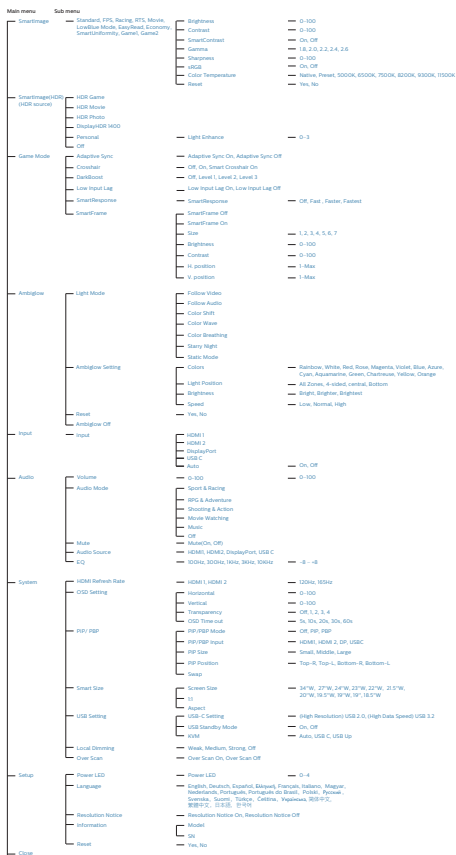 Main menu Sub menu
SmartImage Standard, FPS, Racing, RTS, Movie, Brightness 0-100
LowBlue Mode, EasyRead, Economy, Contrast 0-100
SmartUniformity, Game1, Game2 SmartContrast On, Off
Gamma 1.8, 2.0, 2.2, 2.4, 2.6
Sharpness 0-100
sRGB On, Off
Color Temperature Native, Preset, 5000K, 6500K, 7500K, 8200K, 9300K, 11500K
Reset Yes, No
SmartImage(HDR) HDR Game
(HDR source) HDR Movie
HDR Photo
DisplayHDR 1400
Personal Light Enhance 0-3
Off
Game Mode Adaptive Sync Adaptive Sync On, Adaptive Sync Off
Crosshair Off, On, Smart Crosshair On
DarkBoost Off, Level 1, Level 2, Level 3
Low Input Lag Low Input Lag On, Low Input Lag Off
SmartResponse SmartResponse Off, Fast, Faster, Fastest
SmartFrame SmartFrame Off
SmartFrame On
Size 1, 2, 3, 4, 5, 6, 7
Brightness 0-100
Contrast 0-100
H. position 1-Max
V. position 1-Max
Ambiglow Light Mode Follow Video
Follow Audio
Color Shift
Color Wave
Color Breathing
Starry Night
Static Mode
Ambiglow Setting Colors Rainbow, White, Red, Rose, Magenta, Violet, Blue, Azure,
Cyan, Aquamarine, Green, Chartreuse, Yellow, Orange
Light Position All Zones, 4-sided, central, Bottom
Brightness Bright, Brighter, Brightest
Speed Low, Normal, High
Reset Yes, No
Ambiglow Off
Input Input HDMI 1
HDMI 2
DisplayPort
USB C
Auto On, Off
Audio Volume 0-100 0-100
Audio Mode Sport & Racing
RPG & Adventure
Shooting & Action
Movie Watching
Music
Off
Mute Mute(On, Off)
Audio Source HDMI1, HDMI2, DisplayPort, USB C
EQ 100Hz, 300Hz, 1KHz, 3KHz, 10KHz -8 - +8
System HDMI Refresh Rate HDMI 1, HDMI 2 120Hz, 165Hz
OSD Setting Horizontal 0-100
Vertical 0-100
Transparency Off, 1, 2, 3, 4
OSD Time out 5s, 10s, 20s, 30s, 60s
PIP/ PBP PIP/PBP Mode Off, PIP, PBP
PIP/PBP Input HDMI1, HDMI 2, DP, USBC
PIP Size Small, Middle, Large
PIP Position Top-R, Top-L, Bottom-R, Bottom-L
Swap
Smart Size Screen Size 34"W, 27"W, 24"W, 23"W, 22"W, 21.5"W,
1:1 20"W, 19.5"W, 19"W, 19", 18.5"W
Aspect
USB Setting USB-C Setting (High Resolution) USB 2.0, (High Data Speed) USB 3.2
USB Standby Mode On, Off
KVM Auto, USB C, USB Up
Local Dimming Weak, Medium, Strong, Off
Over Scan Over Scan On, Over Scan Off
Setup Power LED Power LED 0-4
Language English, Deutsch, Español, Ελληνική, Français, Italiano, Magyar,
Nederlands, Português, Português do Brasil, Polski, Русский,
Svenska, Suomi, Türkçe, Čeština, Українська, 简体中文,
繁體中文, 日本語, 한국어
Resolution Notice Resolution Notice On, Resolution Notice Off
Information Model
SN
Reset Yes, No
Close